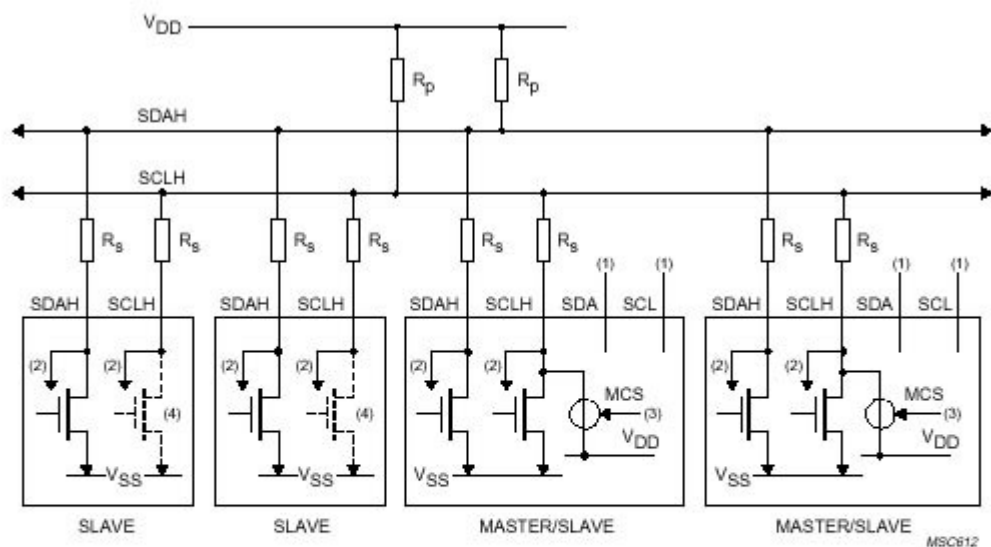 VDD
Rp Rp
SDAH
SCLH
Rs Rs Rs Rs Rs Rs Rs Rs
(1) (1) (1) (1)
SDAH SCLH SDAH SCLH SDAH SCLH SDA SCL SDAH SCLH SDA SCL
(2) (2) (2) (2) (2) (2) (2) (2)
MCS MCS
(4) (4) (3) (3)
VDD VDD
VSS VSS VSS VSS
SLAVE SLAVE MASTER/SLAVE MASTER/SLAVE
MSC612